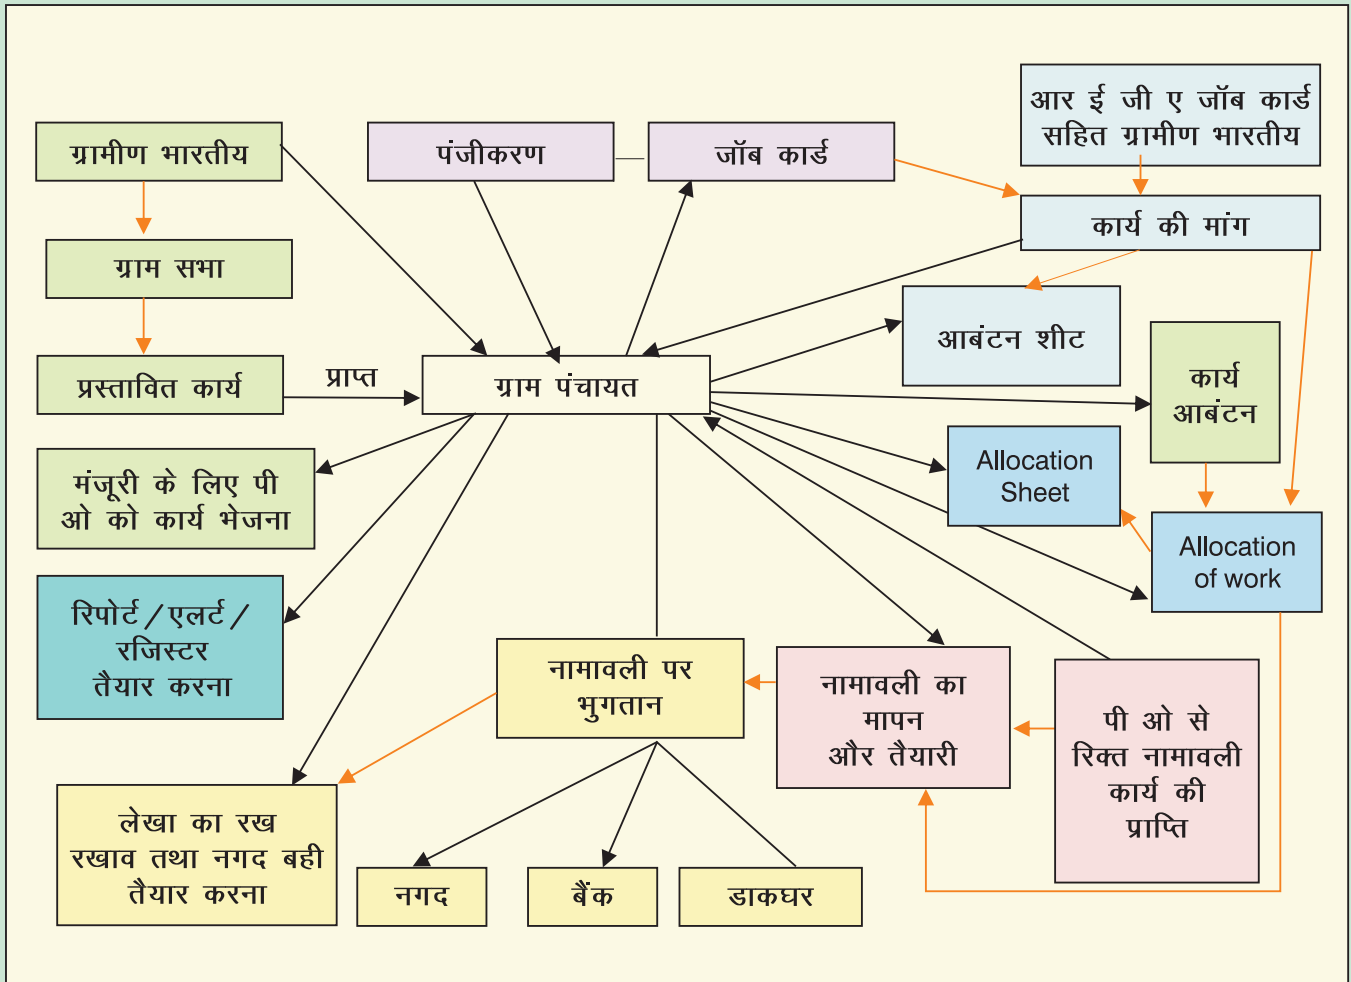 आर ई जी ए जॉब कार्ड
सहित ग्रामीण भारतीय
ग्रामीण भारतीय
पंजीकरण
जॉब कार्ड
कार्य की मांग
ग्राम सभा
आबंटन शीट
प्रस्तावित कार्य
प्राप्त
ग्राम पंचायत
कार्य
आबंटन
मंजूरी के लिए पी
ओ को कार्य भेजना
Allocation
Sheet
Allocation
of work
रिपोर्ट/एलर्ट/
रजिस्टर
तैयार करना
नामावली पर
भुगतान
नामावली का
मापन
और तैयारी
पी ओ से
रिक्त नामावली
कार्य की
प्राप्ति
लेखा का रख
रखाव तथा नगद बही
तैयार करना
नगद
बैंक
डाकघर